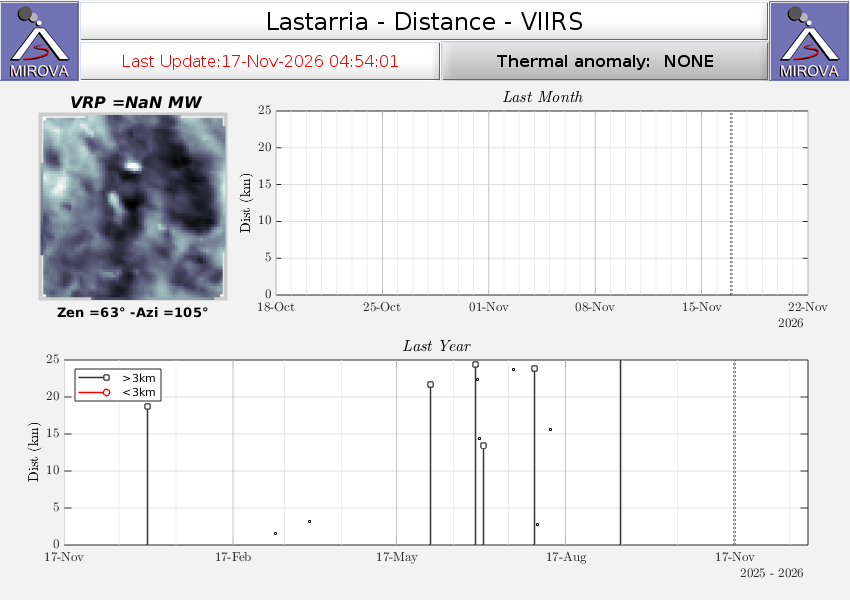 Lastarria - Distance - VIIRS
MIROVA
Last Update:17-Nov-2026 04:54:01
Thermal anomaly: NONE
MIROVA
VRP =NaN MW
Zen =63° -Azi =105°
Last Month
Dist (km)
25
20
15
10
5
0
18-Oct 25-Oct 01-Nov 08-Nov 15-Nov 22-Nov
2026
Last Year
Dist (km)
25
20
15
10
5
0
>3km
<3km
17-Nov 17-Feb 17-May 17-Aug 17-Nov
2025 - 2026